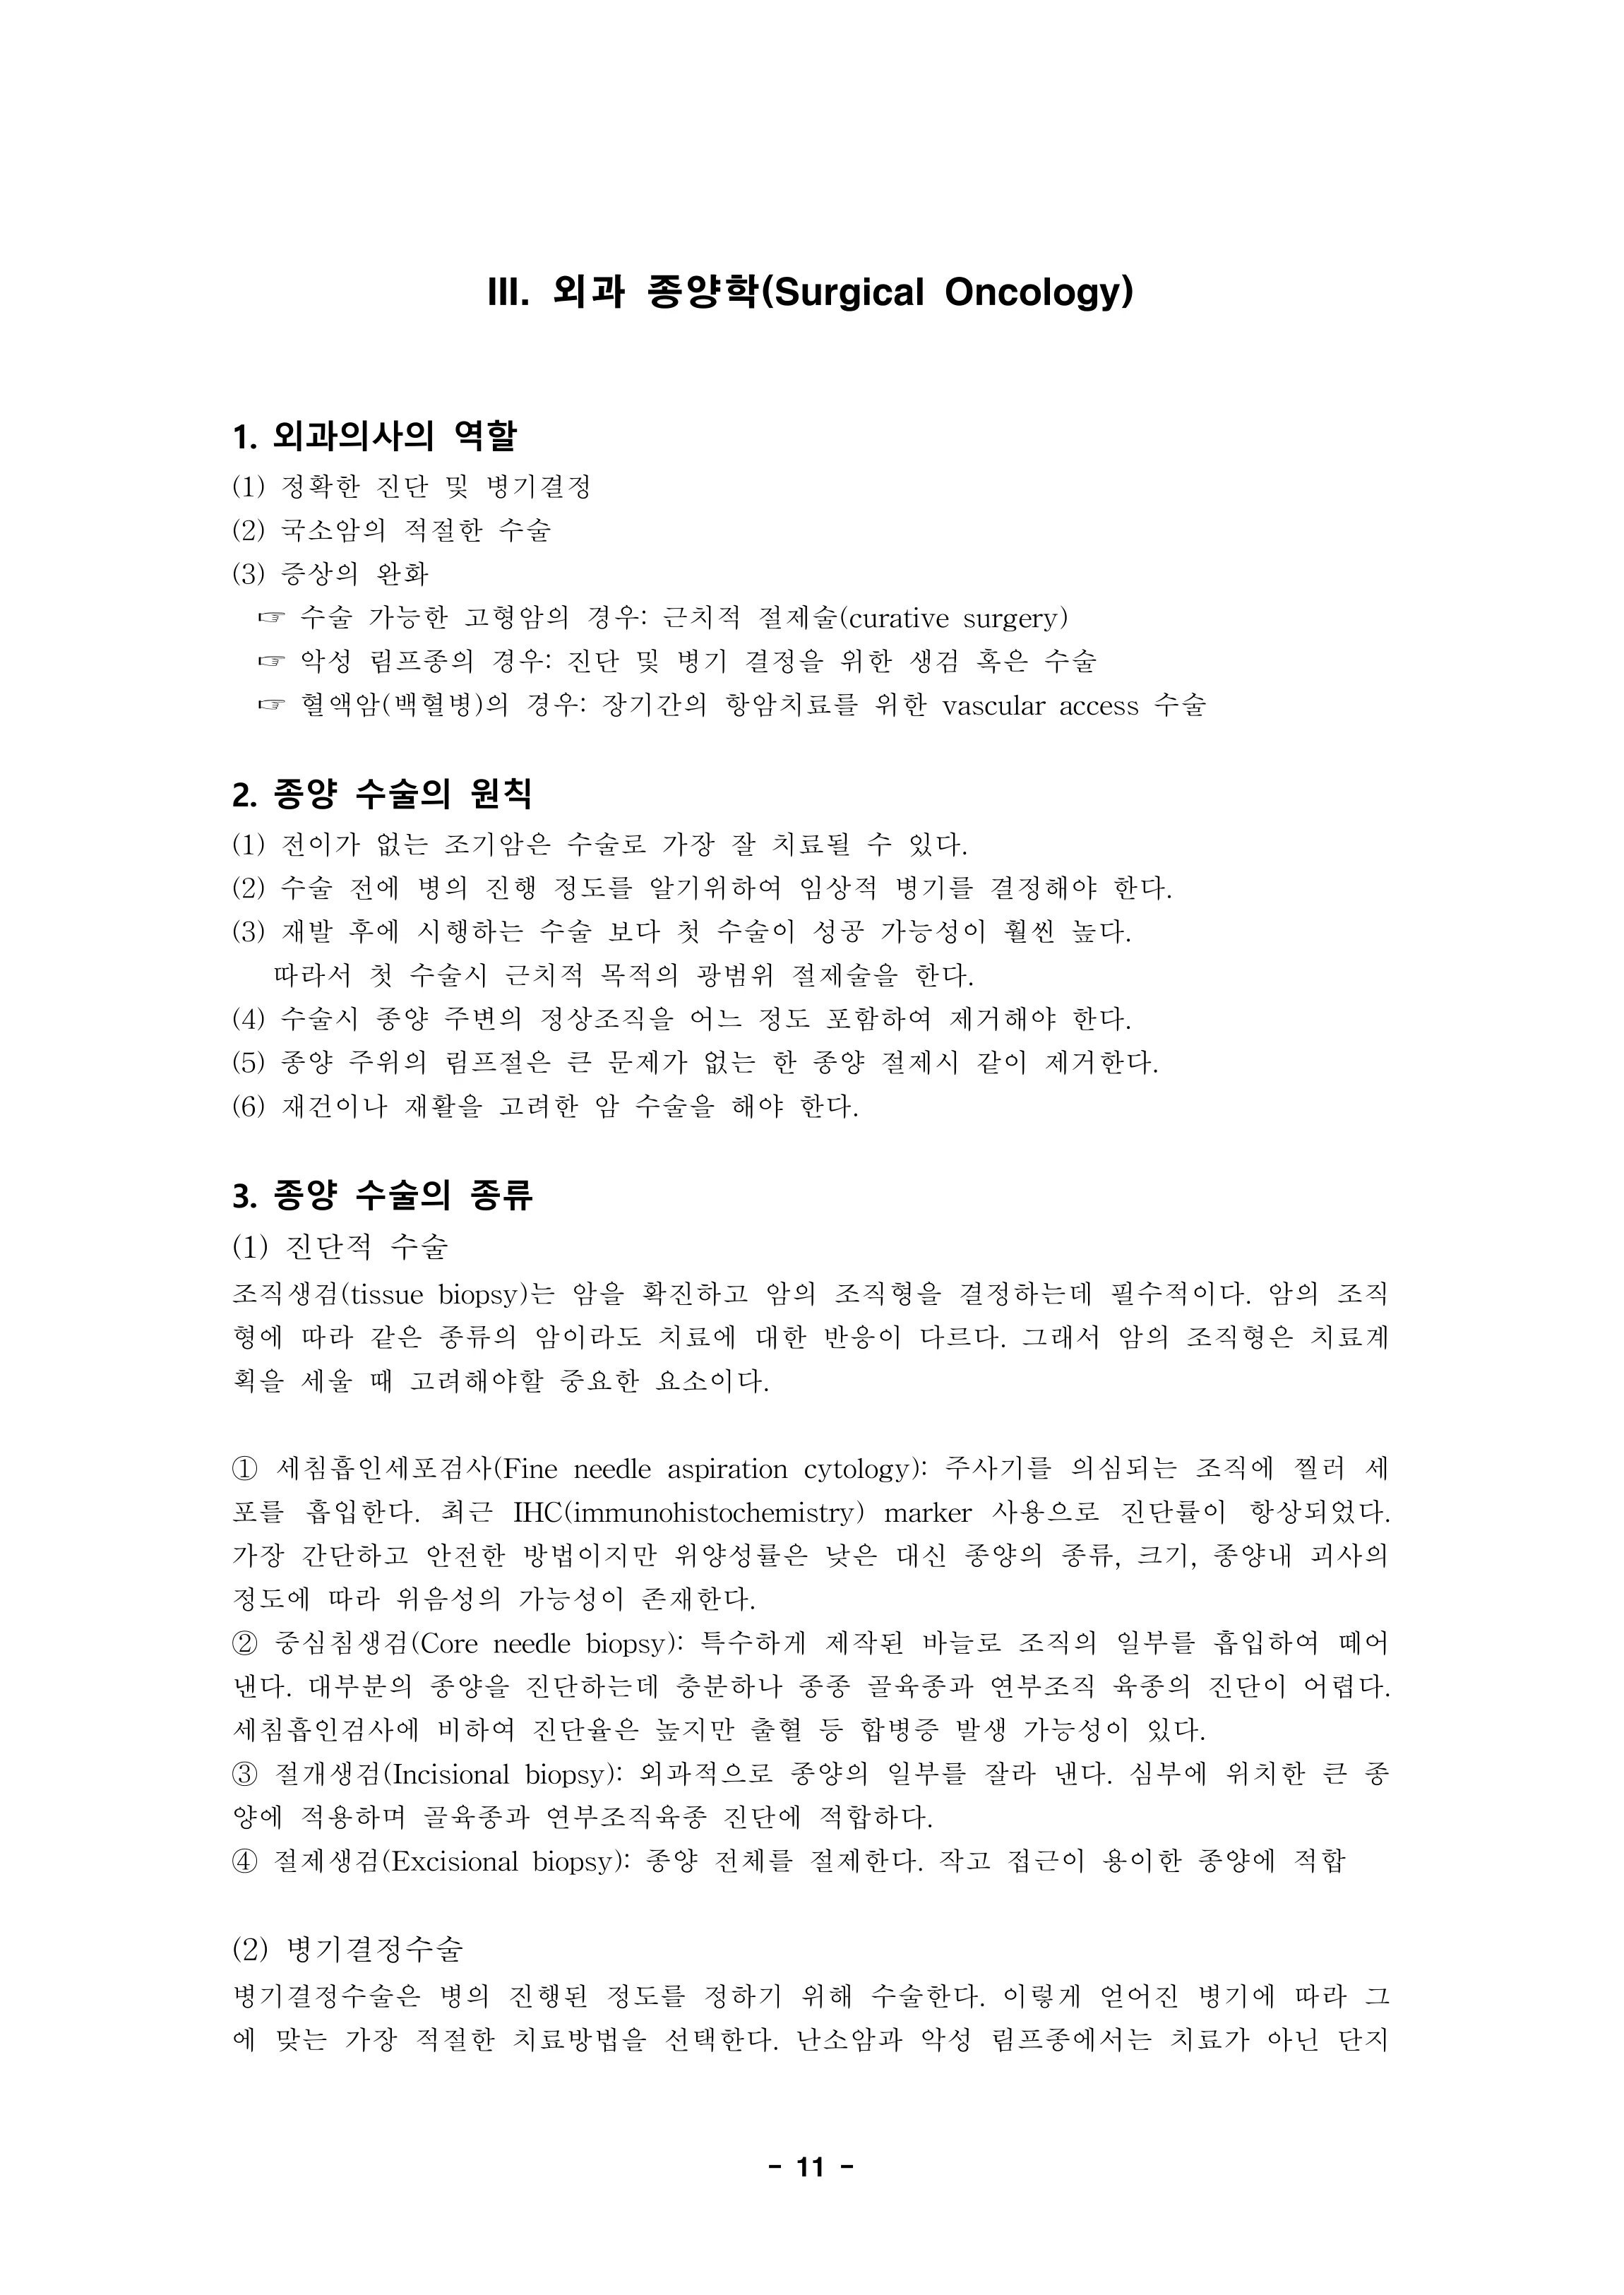 III. 외과 종양학(Surgical Oncology)
1. 외과의사의 역할
(1) 정확한 진단 및 병기결정
(2) 국소암의 적절한 수술
(3) 증상의 완화
☞ 수술 가능한 고형암의 경우: 근치적 절제술(curative surgery)
☞ 악성 림프종의 경우: 진단 및 병기 결정을 위한 생검 혹은 수술
☞ 혈액암(백혈병)의 경우: 장기간의 항암치료를 위한 vascular access 수술
2. 종양 수술의 원칙
(1) 전이가 없는 조기암은 수술로 가장 잘 치료될 수 있다.
(2) 수술 전에 병의 진행 정도를 알기위하여 임상적 병기를 결정해야 한다.
(3) 재발 후에 시행하는 수술 보다 첫 수술이 성공 가능성이 훨씬 높다.
따라서 첫 수술시 근치적 목적의 광범위 절제술을 한다.
(4) 수술시 종양 주변의 정상조직을 어느 정도 포함하여 제거해야 한다.
(5) 종양 주위의 림프절은 큰 문제가 없는 한 종양 절제시 같이 제거한다.
(6) 재건이나 재활을 고려한 암 수술을 해야 한다.
3. 종양 수술의 종류
(1) 진단적 수술
조직생검(tissue biopsy)는 암을 확진하고 암의 조직형을 결정하는데 필수적이다. 암의 조직
형에 따라 같은 종류의 암이라도 치료에 대한 반응이 다르다. 그래서 암의 조직형은 치료계
획을 세울 때 고려해야할 중요한 요소이다.
① 세침흡인세포검사(Fine needle aspiration cytology): 주사기를 의심되는 조직에 찔러 세
포를 흡입한다. 최근 IHC(immunohistochemistry) marker 사용으로 진단률이 항상되었다.
가장 간단하고 안전한 방법이지만 위양성률은 낮은 대신 종양의 종류, 크기, 종양내 괴사의
정도에 따라 위음성의 가능성이 존재한다.
② 중심침생검(Core needle biopsy): 특수하게 제작된 바늘로 조직의 일부를 흡입하여 떼어
낸다. 대부분의 종양을 진단하는데 충분하나 종종 골육종과 연부조직 육종의 진단이 어렵다.
세침흡인검사에 비하여 진단율은 높지만 출혈 등 합병증 발생 가능성이 있다.
③ 절개생검(Incisional biopsy): 외과적으로 종양의 일부를 잘라 낸다. 심부에 위치한 큰 종
양에 적용하며 골육종과 연부조직육종 진단에 적합하다.
④ 절제생검(Excisional biopsy): 종양 전체를 절제한다. 작고 접근이 용이한 종양에 적합
(2) 병기결정수술
병기결정수술은 병의 진행된 정도를 정하기 위해 수술한다. 이렇게 얻어진 병기에 따라 그
에 맞는 가장 적절한 치료방법을 선택한다. 난소암과 악성 림프종에서는 치료가 아닌 단지
- 11 -